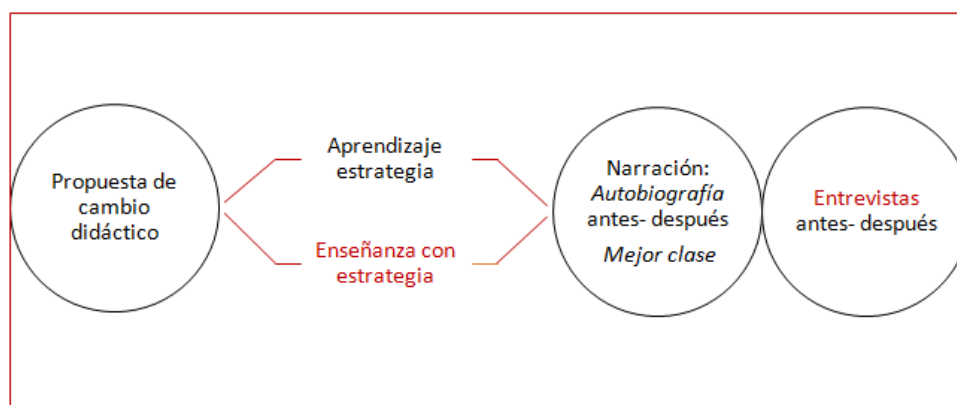 Propuesta de
cambio
didáctico
Aprendizaje
estrategia
Enseñanza con
estrategia
Narración:
Autobiografía
antes- después
Mejor clase
Entrevistas
antes- después